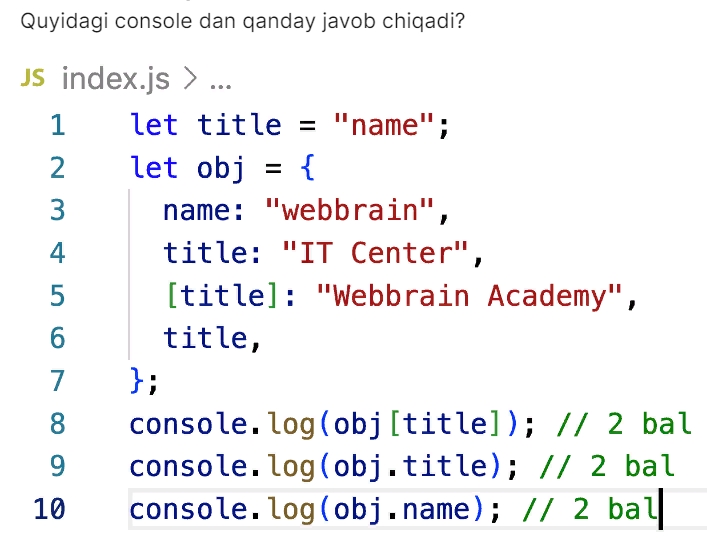 Quyidagi console dan qanday javob chiqadi?
JS index.js > ...
1 let title = "name";
2 let obj = {
3 name: "webbrain",
4 title: "IT Center",
5 [title]: "Webbrain Academy",
6 title,
7 };
8 console.log(obj[title]); // 2 bal
9 console.log(obj.title); // 2 bal
10 console.log(obj.name); // 2 bal